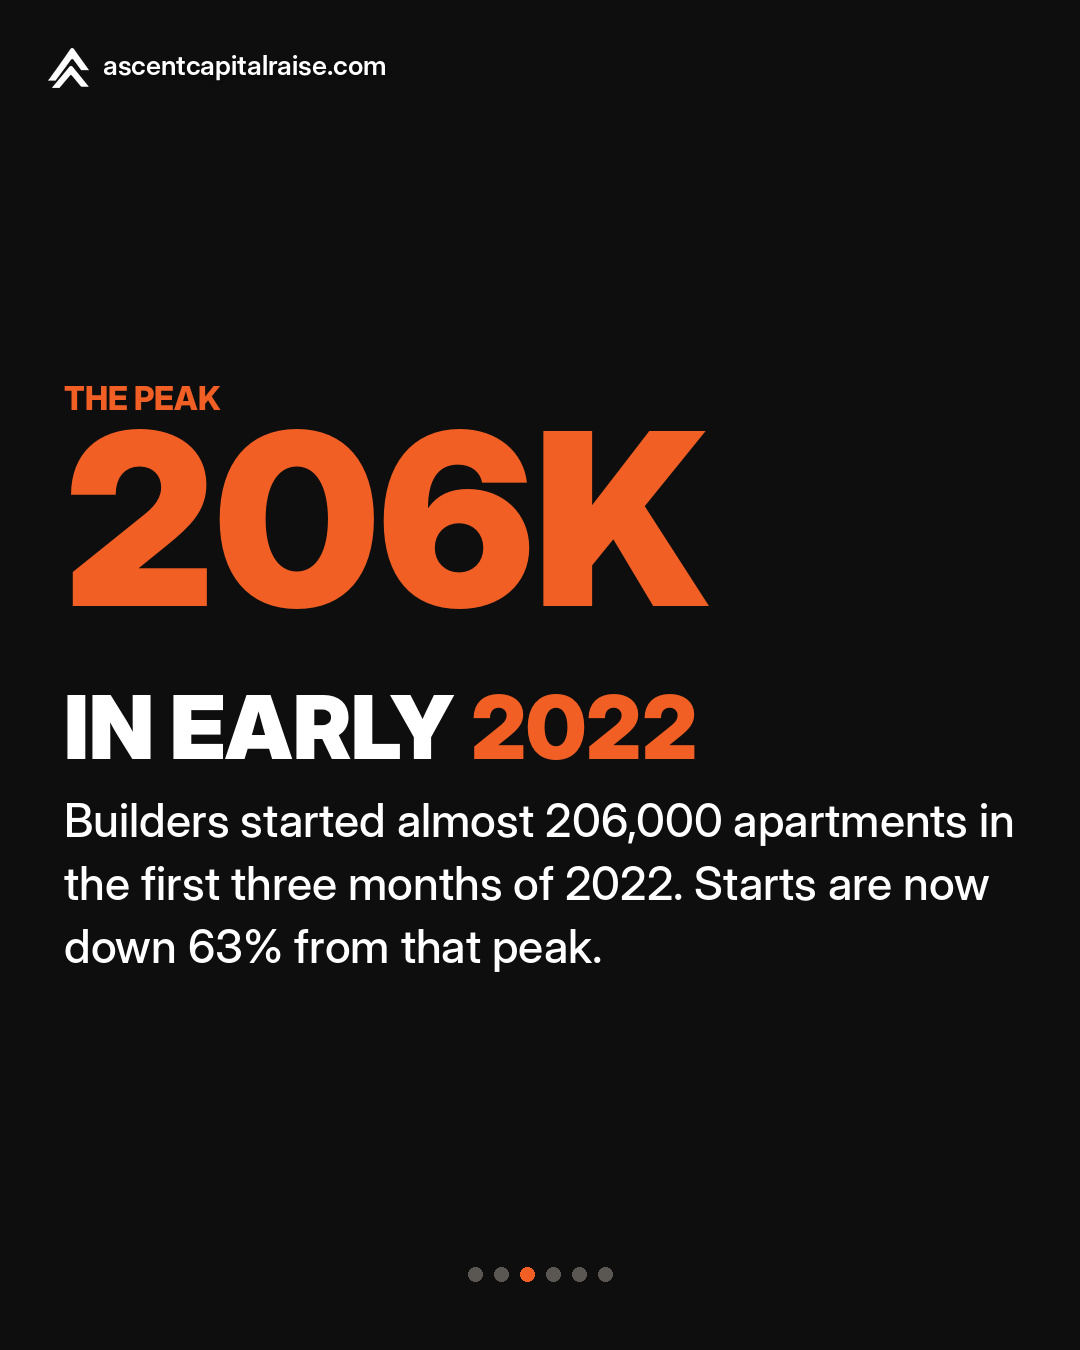 ascentcapitalraise.com
THE PEAK
206K
IN EARLY 2022
Builders started almost 206,000 apartments in
the first three months of 2022. Starts are now
down 63% from that peak.